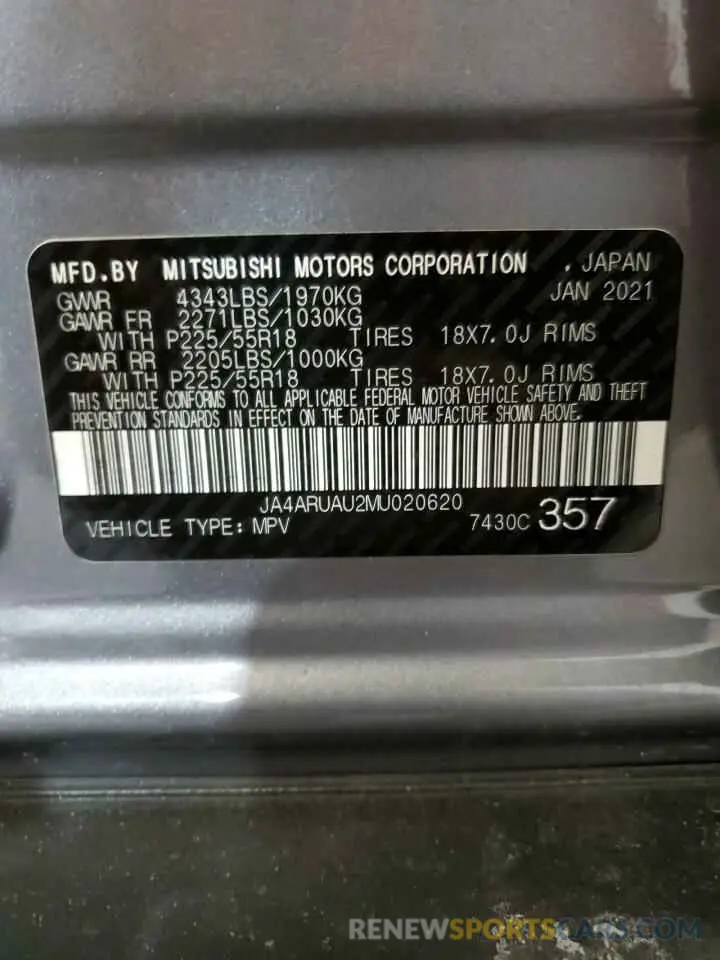 MFD.BY MITSUBISHI MOTORS CORPORATION . JAPAN
GVWR 4343LBS/1970KG JAN 2021
GAWR FR 2271LBS/1030KG
WITH P225/55R18 TIRES 18X7.0J RIMS
GAWR RR 2205LBS/1000KG
WITH P225/55R18 TIRES 18X7.0J RIMS
THIS VEHICLE CONFORMS TO ALL APPLICABLE FEDERAL MOTOR VEHICLE SAFETY AND THEFT
PREVENTION STANDARDS IN EFFECT ON THE DATE OF MANUFACTURE SHOWN ABOVE.
JA4ARUAU2MU020620
VEHICLE TYPE: MPV 7430C 357
RENEWSPORTSCARS.COM